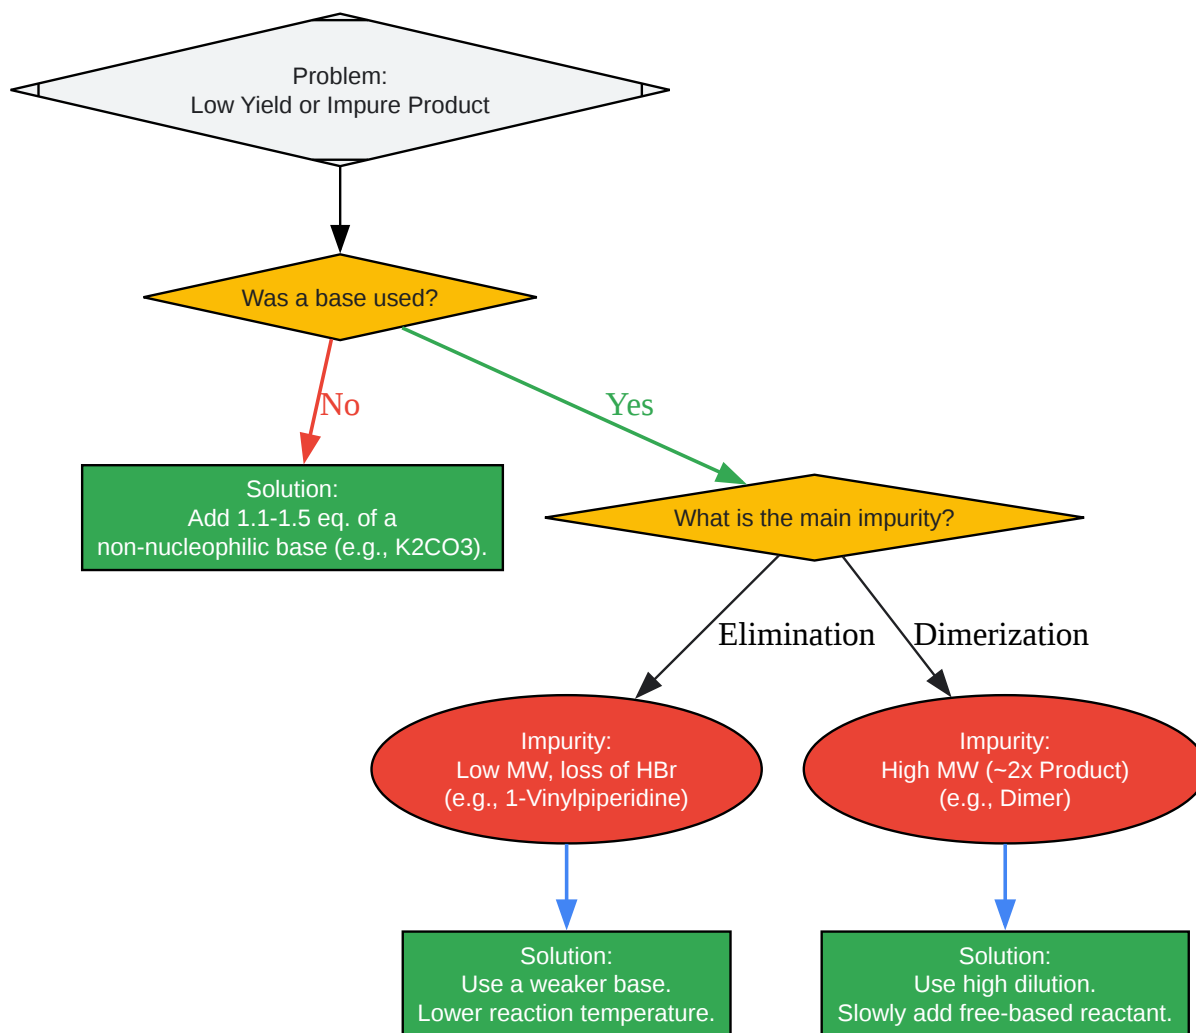 Problem:
Low Yield or Impure Product
Was a base used?
No
Yes
Solution:
Add 1.1-1.5 eq. of a
non-nucleophilic base (e.g., K2CO3).
What is the main impurity?
Elimination
Dimerization
Impurity:
Low MW, loss of HBr
(e.g., 1-Vinylpiperidine)
Impurity:
High MW (~2x Product)
(e.g., Dimer)
Solution:
Use a weaker base.
Lower reaction temperature.
Solution:
Use high dilution.
Slowly add free-based reactant.